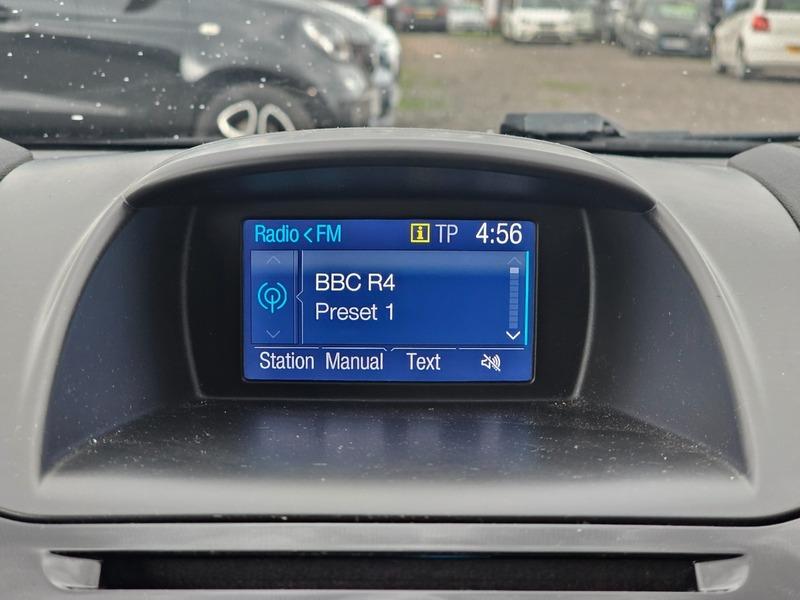 Radio < FM i TP 4:56
BBC R4
Preset 1
Station Manual Text